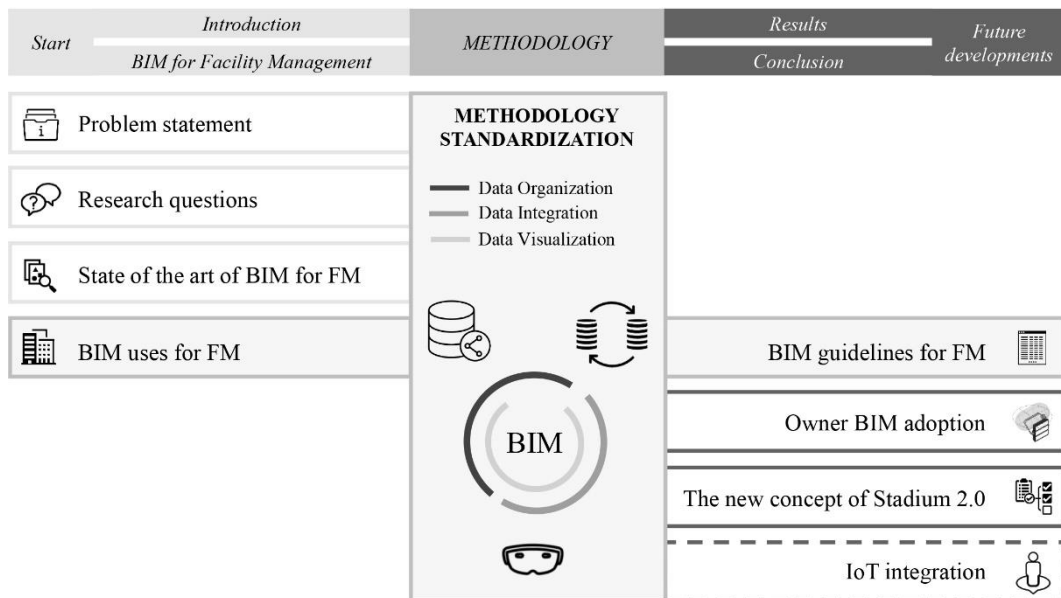 Start
Introduction
BIM for Facility Management
METHODOLOGY
Results
Conclusion
Future
developments
Problem statement
Research questions
State of the art of BIM for FM
BIM uses for FM
METHODOLOGY
STANDARDIZATION
Data Organization
Data Integration
Data Visualization
BIM
BIM guidelines for FM
Owner BIM adoption
The new concept of Stadium 2.0
IoT integration